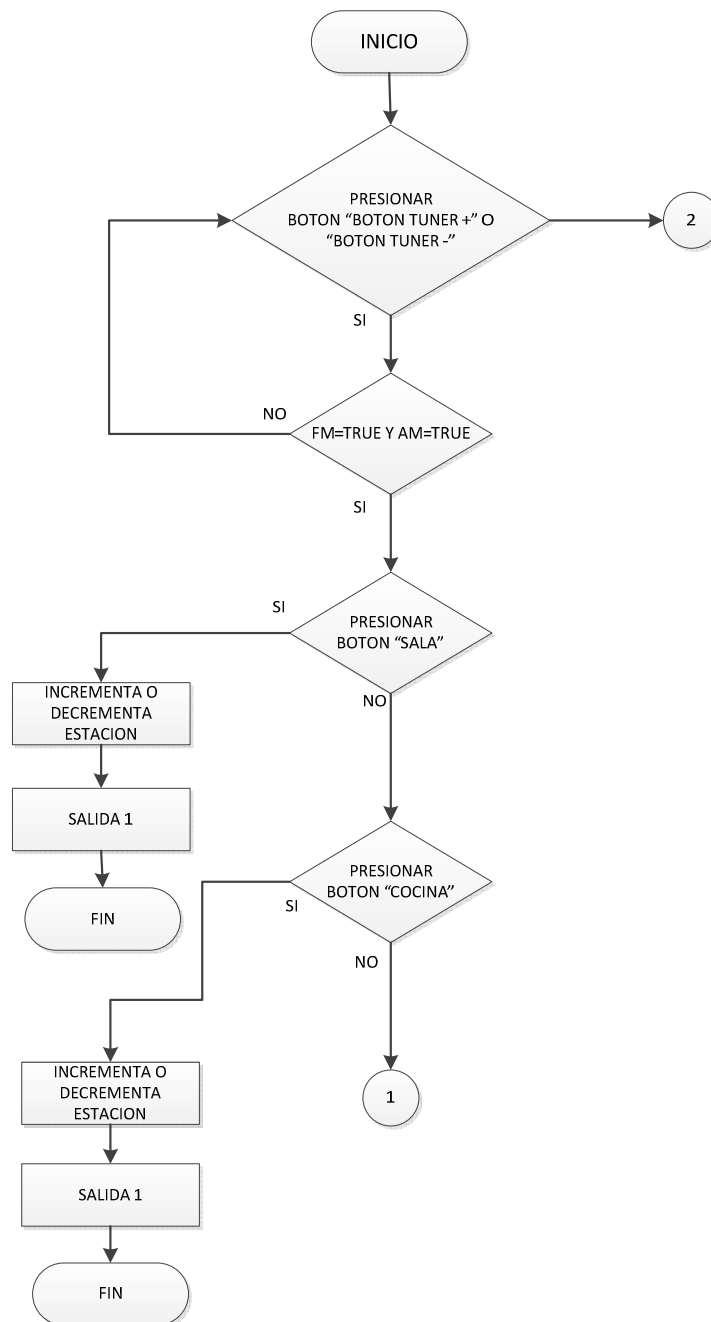 INICIO
PRESIONAR
BOTON “BOTON TUNER +” O
“BOTON TUNER -”
2
SI
NO
FM=TRUE Y AM=TRUE
SI
SI
PRESIONAR
BOTON “SALA”
NO
INCREMENTA O
DECREMENTA
ESTACION
SALIDA 1
FIN
PRESIONAR
BOTON “COCINA”
SI
NO
INCREMENTA O
DECREMENTA
ESTACION
1
SALIDA 1
FIN